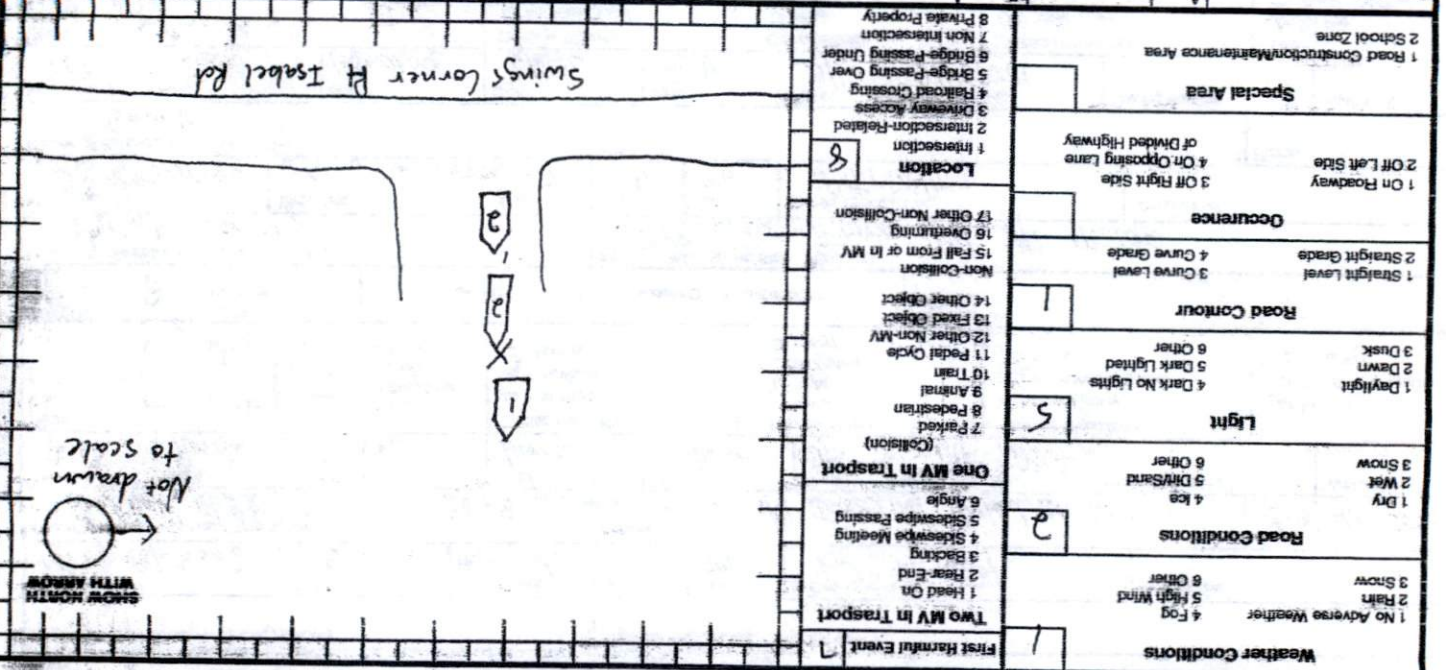 Weather Conditions 1
1 No Adverse Weather 4 Fog
2 Rain 5 High Wind
3 Snow 6 Other
Road Conditions 2
1 Dry 4 Ice
2 Wet 5 Dirt/Sand
3 Snow 6 Other
Light 5
1 Daylight 4 Dark No Lights
2 Dawn 5 Dark Lighted
3 Dusk 6 Other
Road Contour 1
1 Straight Level 3 Curve Level
2 Straight Grade 4 Curve Grade
Occurence
1 On Roadway 3 Off Right Side
2 Off Left Side 4 On Opposing Lane
of Divided Highway
Special Area
1 Road Construction/Maintenance Area
2 School Zone
First Harmful Event 7
Two MV In Trasport
1 Head On
2 Rear-End
3 Backing
4 Sideswipe Meeting
5 Sideswipe Passing
6 Angle
One MV In Trasport
(Collision)
7 Parked
8 Pedestrian
9 Animal
10 Train
11 Pedal Cycle
12 Other Non-MV
13 Fixed Object
14 Other Object
Non-Collision
15 Fall From or In MV
16 Overturning
17 Other Non-Collision
Location 8
1 Intersection
2 Intersection-Related
3 Driveway Access
4 Railroad Crossing
5 Bridge-Passing Over
6 Bridge-Passing Under
7 Non Intersection
8 Private Property
SHOW NORTH
WITH ARROW
Not drawn
to scale
1
2
2
Swing's Corner Pt Isabel Rd